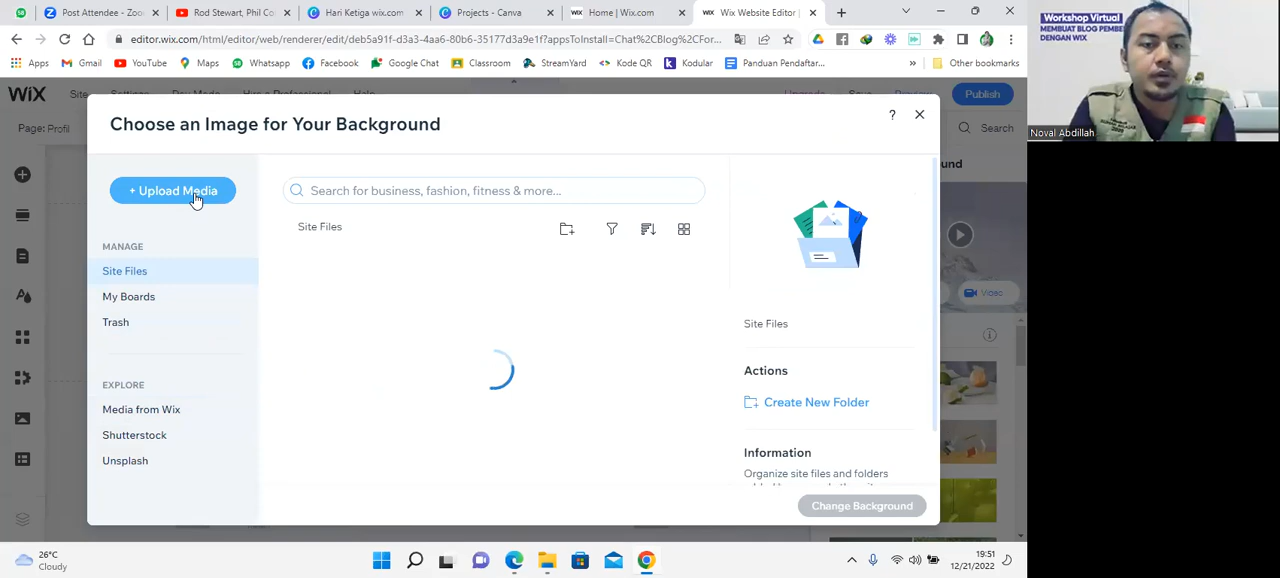 Post Attendee - Zoo
Rod Stewart, Phil Co
Hari Ketiga wix.com
Projects - Canva
Home | Wix.com
Wix Website Editor |
editor.wix.com/html/editor/web/renderer/edit/
aa6-80b6-35177d3a9e1f?appsToInstall=Chat%2CBlog%2CFor...
Apps
Gmail
YouTube
Maps
Whatsapp
Facebook
Google Chat
Classroom
StreamYard
Kode QR
Kodular
Panduan Pendaftar...
»
Other bookmarks
Workshop Virtual
MEMBUAT BLOG PEMBE
DENGAN WIX
Noval Abdillah
WiX
Site
Settings
Dev Mode
Hire a Professional
Help
Upgrade
Save
Preview
Publish
Page: Profil
Search
Choose an Image for Your Background
?
+ Upload Media
Search for business, fashion, fitness & more...
Site Files
MANAGE
Site Files
My Boards
Trash
EXPLORE
Media from Wix
Shutterstock
Unsplash
Site Files
Actions
Create New Folder
Information
Organize site files and folders
Change Background
ound
Video
26°C
Cloudy
19:51
12/21/2022